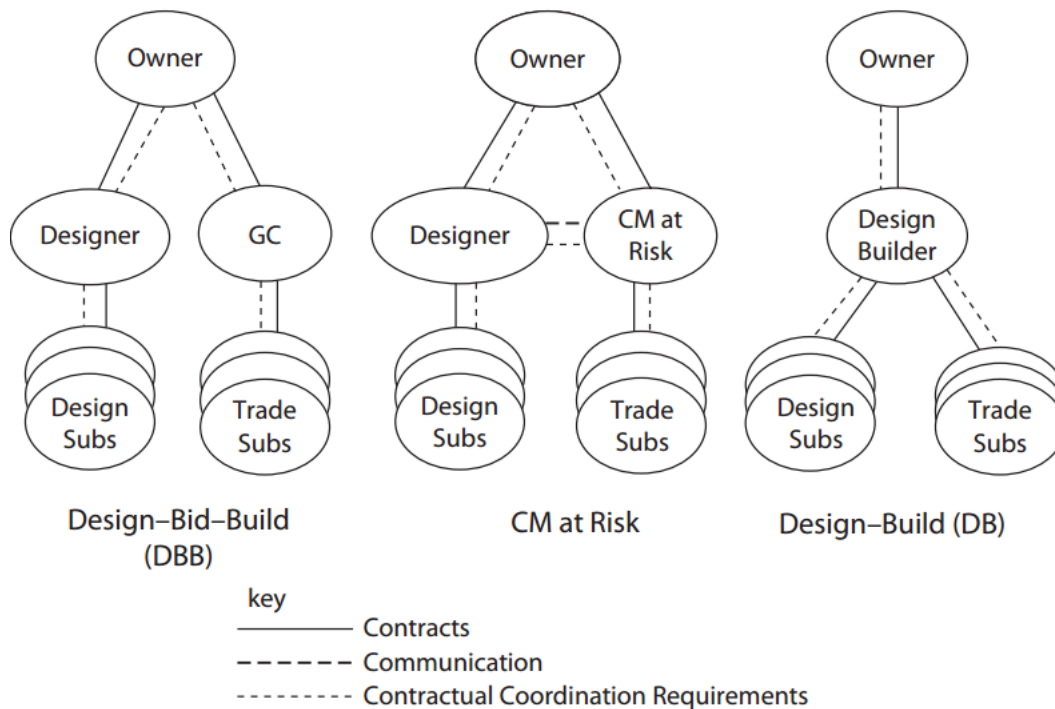 Owner
Owner
Owner
Designer
GC
Designer
CM at
Risk
Design
Builder
Design
Subs
Trade
Subs
Design
Subs
Trade
Subs
Design
Subs
Trade
Subs
Design–Bid–Build
(DBB)
CM at Risk
Design–Build (DB)
key
Contracts
Communication
Contractual Coordination Requirements